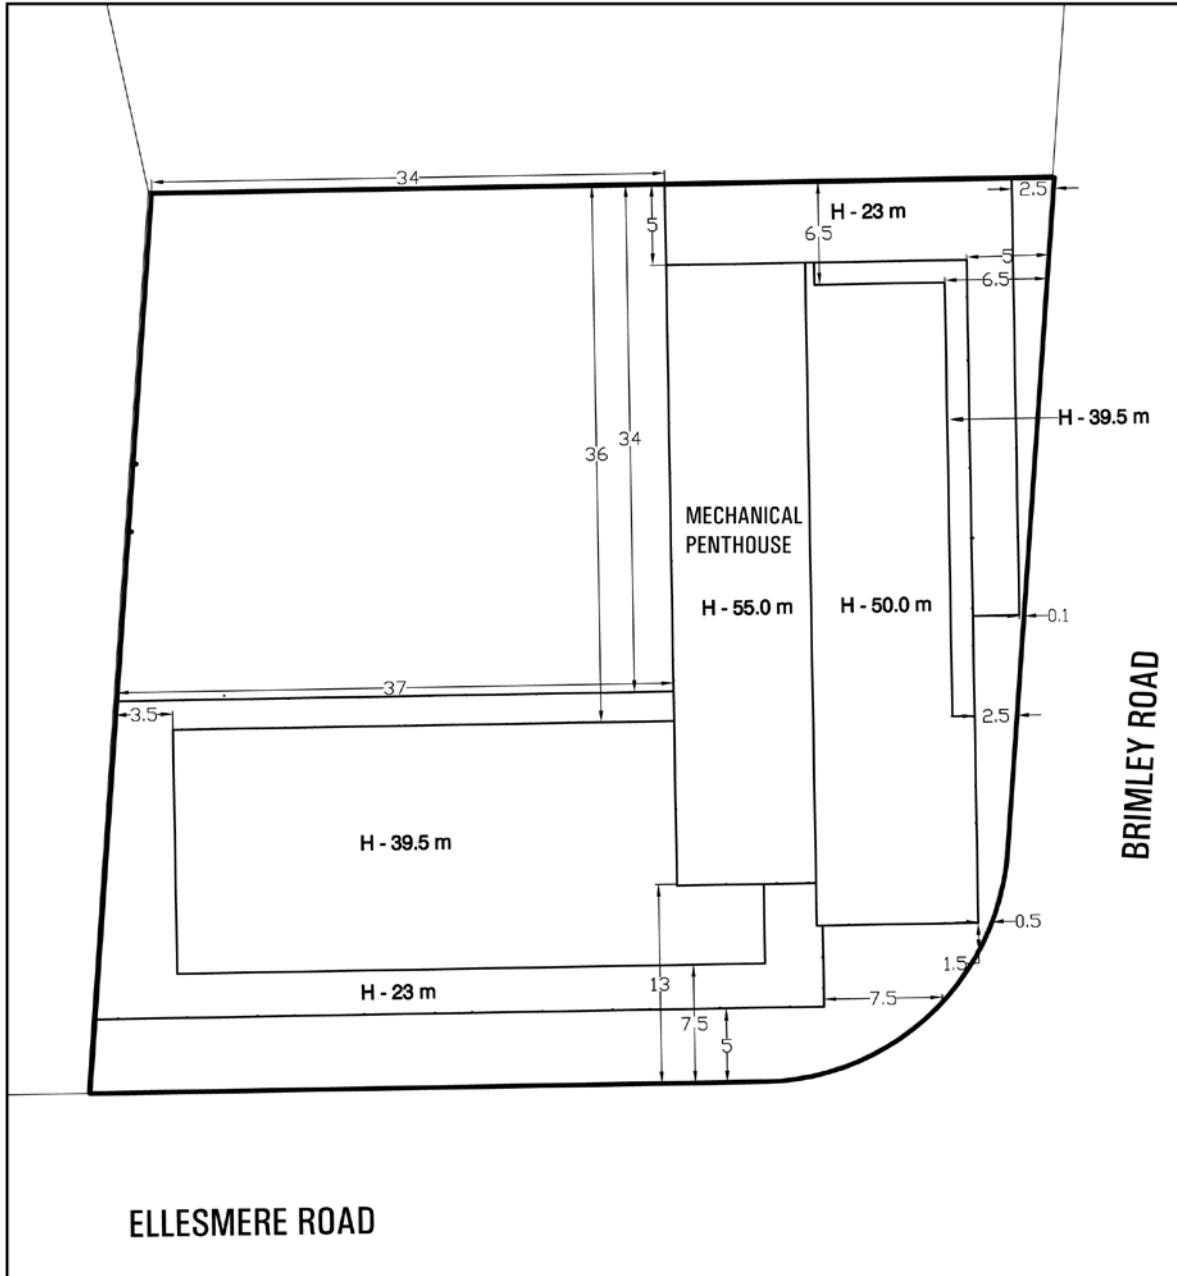 34
2.5
H - 23 m
5
6.5
5
6.5
H - 39.5 m
34
36
MECHANICAL
PENTHOUSE
H - 55.0 m
H - 50.0 m
0.1
37
3.5
2.5
BRIMLEY ROAD
H - 39.5 m
0.5
1.5
13
H - 23 m
7.5
7.5
5
ELLESMERE ROAD